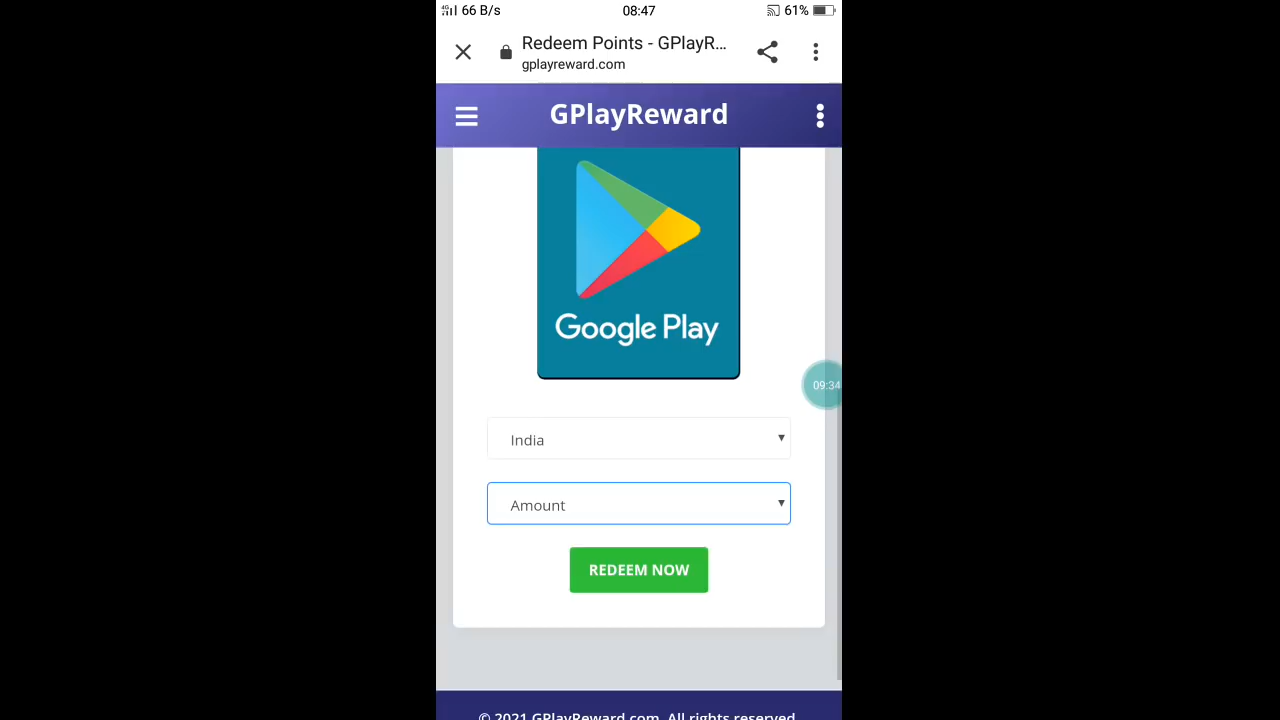 4G 66 B/s 08:47 61%
Redeem Points - GPlayR...
gplayreward.com
GPlayReward
Google Play
09:34
India
Amount
REDEEM NOW
© 2021 GPlayReward.com. All rights reserved